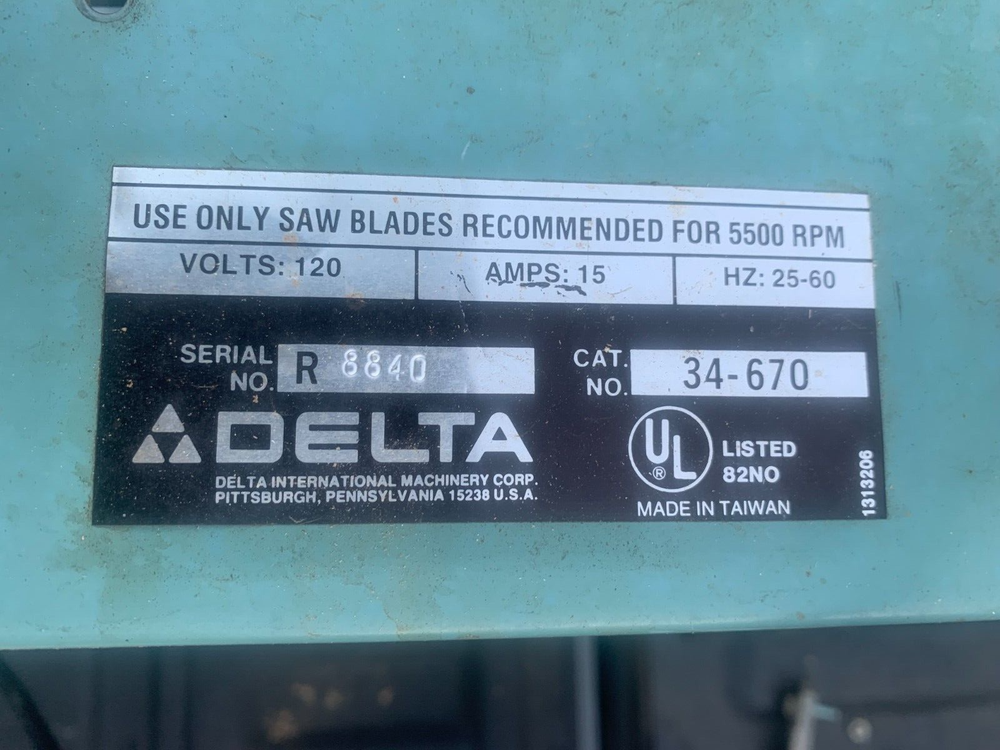 USE ONLY SAW BLADES RECOMMENDED FOR 5500 RPM
VOLTS: 120 AMPS: 15 HZ: 25-60
SERIAL NO. R 8840
CAT. NO. 34-670
DELTA
DELTA INTERNATIONAL MACHINERY CORP.
PITTSBURGH, PENNSYLVANIA 15238 U.S.A.
UL ®
LISTED
82NO
MADE IN TAIWAN
1313206